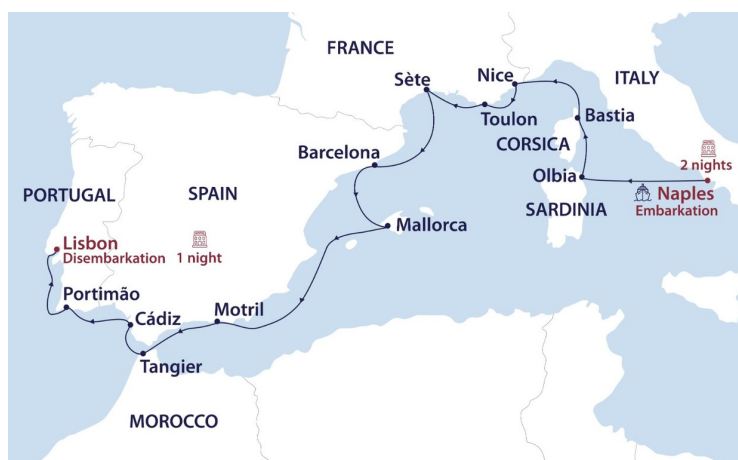 FRANCE
Sète
Nice
ITALY
Toulon
Bastia
CORSICA
Barcelona
2 nights
Olbia
PORTUGAL
SPAIN
Naples
Embarkation
SARDINIA
Mallorca
Lisbon
Disembarkation
1 night
Portimão
Cádiz
Motril
Tangier
MOROCCO